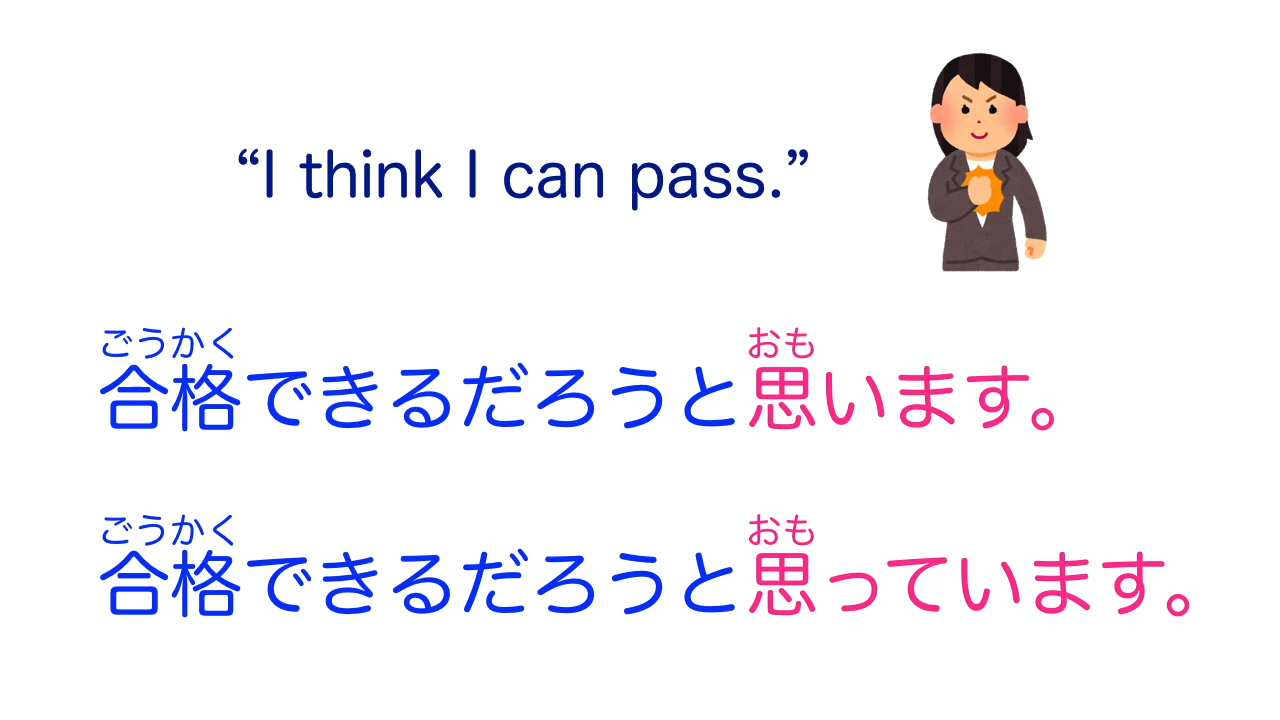 “I think I can pass.”
ごうかく おも
合格できるだろうと思います。
ごうかく おも
合格できるだろうと思っています。